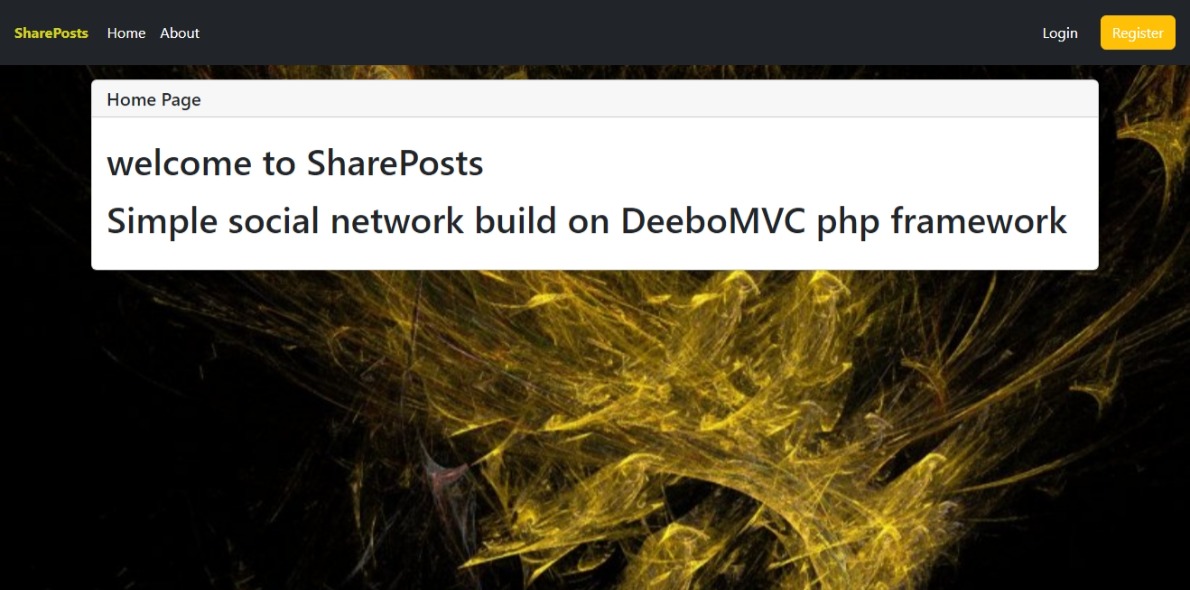 SharePosts Home About Login Register
Home Page
welcome to SharePosts
Simple social network build on DeeboMVC php framework